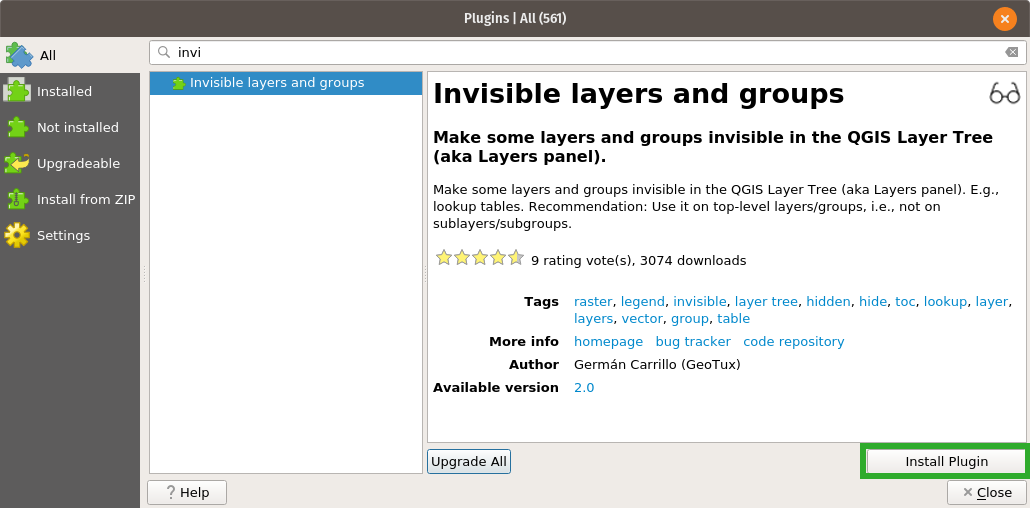 Plugins | All (561)
All
Installed
Not installed
Upgradeable
Install from ZIP
Settings
invi
Invisible layers and groups
Invisible layers and groups
Make some layers and groups invisible in the QGIS Layer Tree
(aka Layers panel).
Make some layers and groups invisible in the QGIS Layer Tree (aka Layers panel). E.g.,
lookup tables. Recommendation: Use it on top-level layers/groups, i.e., not on
sublayers/subgroups.
9 rating vote(s), 3074 downloads
Tags raster, legend, invisible, layer tree, hidden, hide, toc, lookup, layer,
layers, vector, group, table
More info homepage bug tracker code repository
Author Germán Carrillo (GeoTux)
Available version 2.0
Upgrade All
Install Plugin
? Help
Close